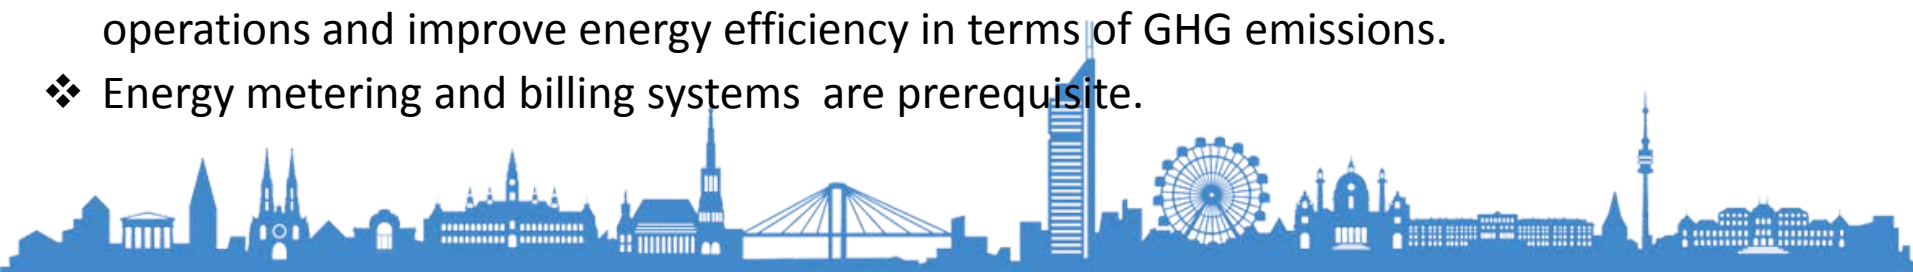 operations and improve energy efficiency in terms of GHG emissions.
❖ Energy metering and billing systems  are prerequisite.